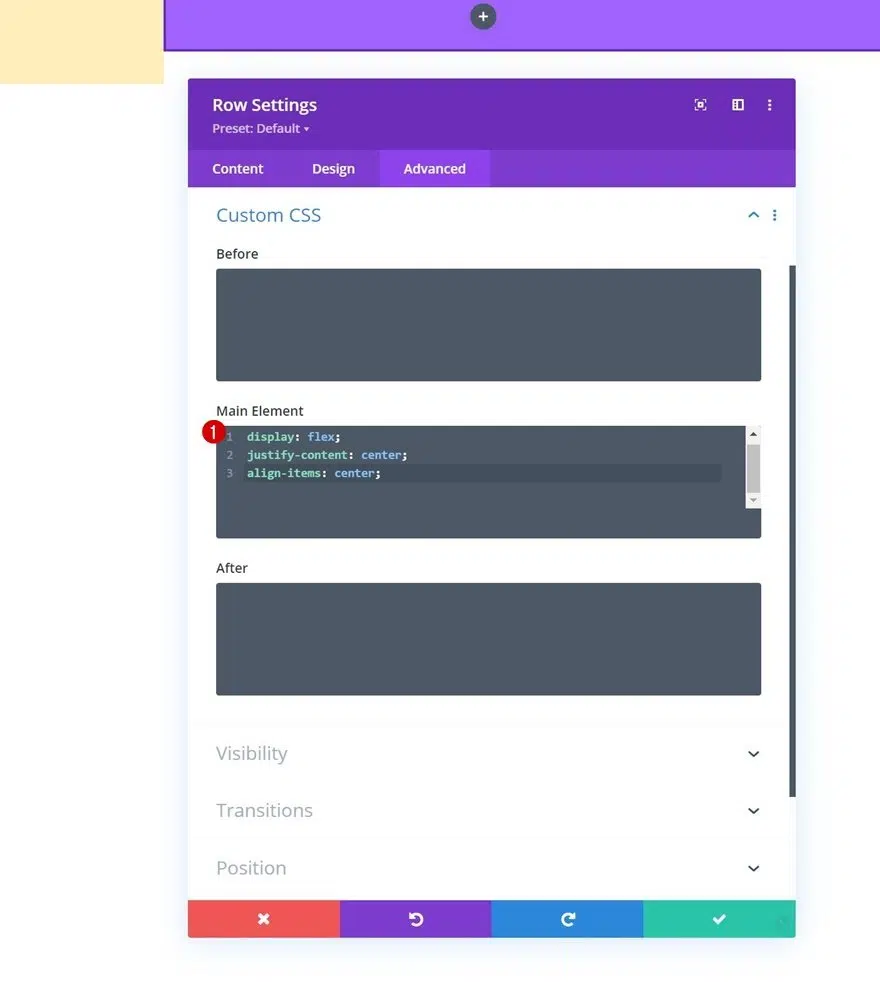 Row Settings
Preset: Default
Content Design Advanced
Custom CSS
Before
Main Element
1
1 display: flex;
2 justify-content: center;
3 align-items: center;
After
Visibility
Transitions
Position